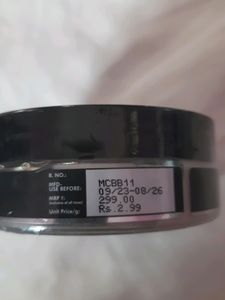 B. NO.: MCBB11
MFD-
USE BEFORE: 09/23-08/26
MRP ₹: 299.00
(Inclusive of all taxes)
Unit Price/g: Rs.2.99